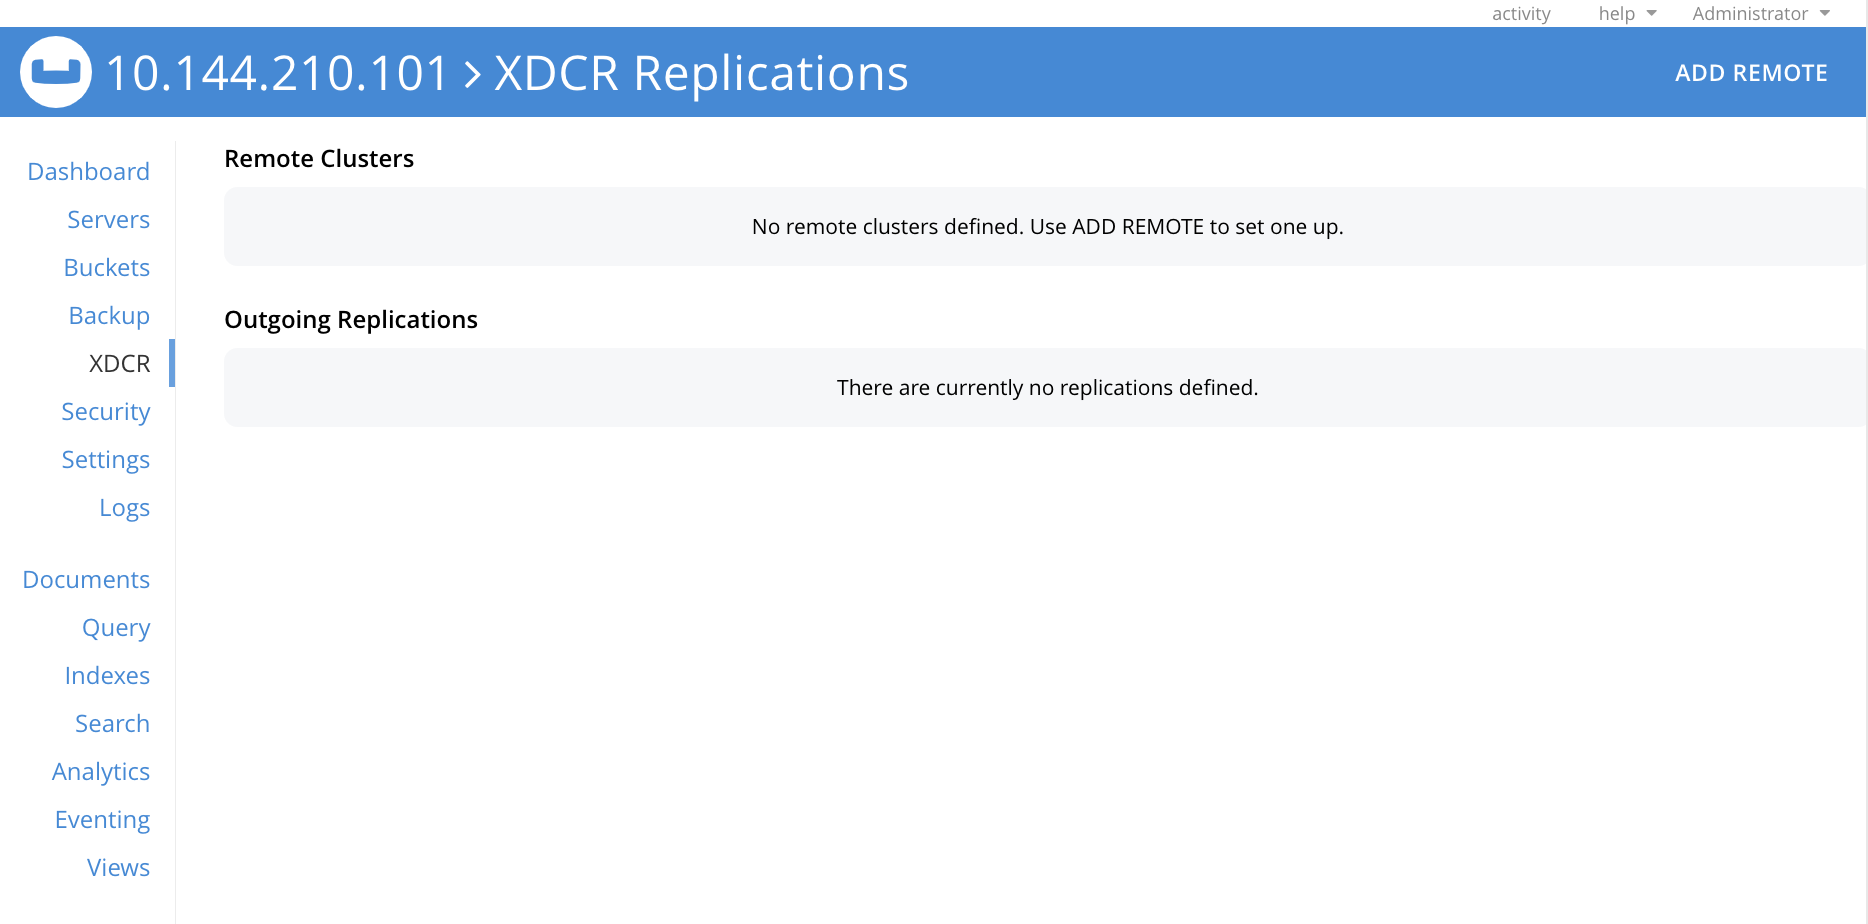 activity help Administrator
10.144.210.101 > XDCR Replications ADD REMOTE
Dashboard
Servers
Buckets
Backup
XDCR
Security
Settings
Logs
Documents
Query
Indexes
Search
Analytics
Eventing
Views
Remote Clusters
No remote clusters defined. Use ADD REMOTE to set one up.
Outgoing Replications
There are currently no replications defined.